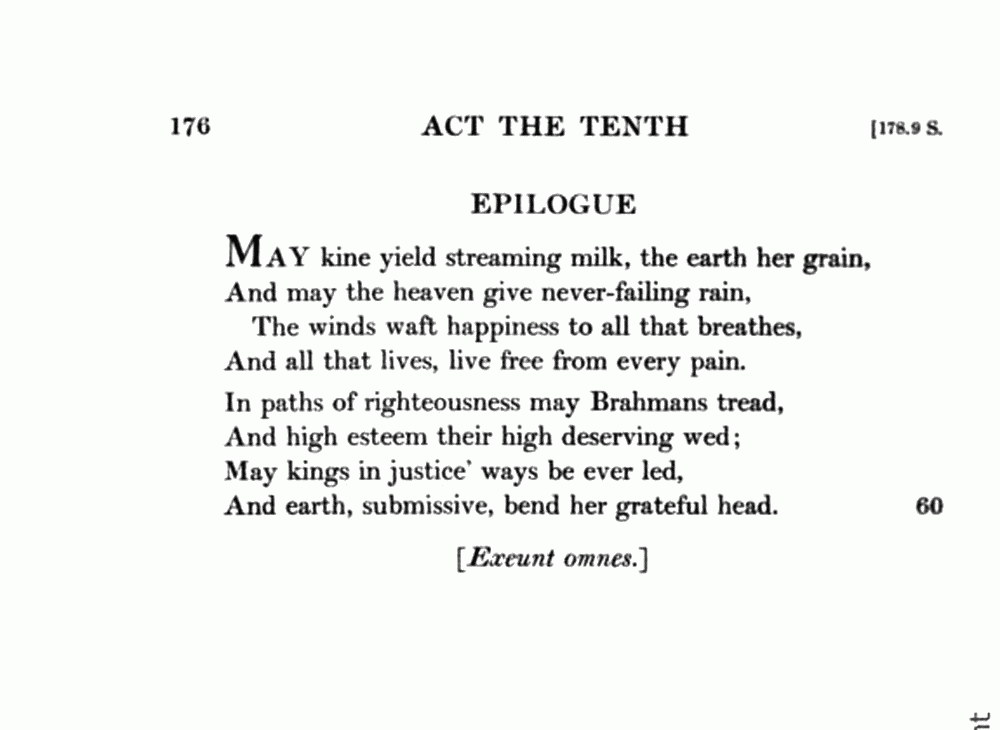 176 ACT THE TENTH [178.9 S.
EPILOGUE
MAY kine yield streaming milk, the earth her grain,
And may the heaven give never-failing rain,
The winds waft happiness to all that breathes,
And all that lives, live free from every pain.
In paths of righteousness may Brahmans tread,
And high esteem their high deserving wed;
May kings in justice' ways be ever led,
And earth, submissive, bend her grateful head. 60
[Exeunt omnes.]